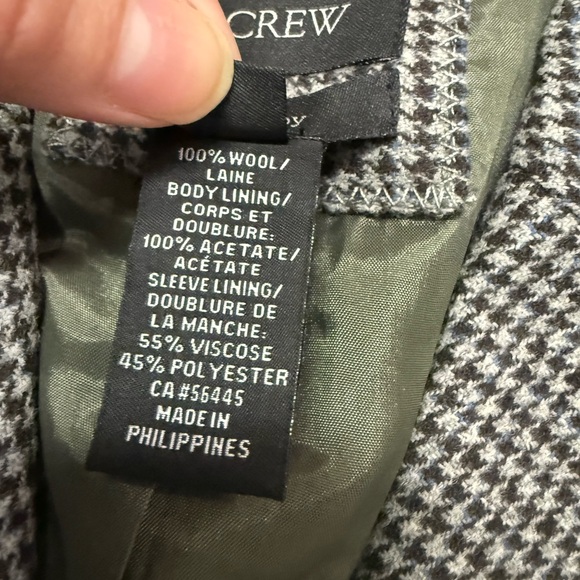 CREW
100% WOOL/
LAINE
BODY LINING/
CORPS ET
DOUBLURE:
100% ACETATE/
ACÉTATE
SLEEVE LINING/
DOUBLURE DE
LA MANCHE:
55% VISCOSE
45% POLYESTER
CA#56445
MADE IN
PHILIPPINES